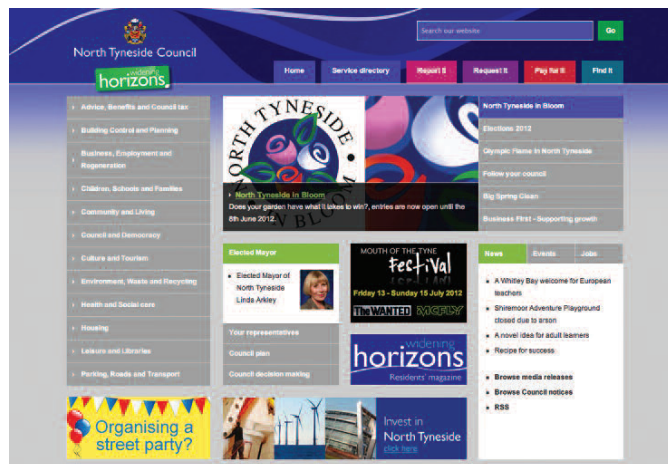 North Tyneside Council
widening
horizons
Search our website
Go
Home
Service directory
Report It
Request It
Pay for It
Find It
Advice, Benefits and Council tax
Building Control and Planning
Business, Employment and
Regeneration
Children, Schools and Families
Community and Living
Council and Democracy
Culture and Tourism
Environment, Waste and Recycling
Health and Social care
Housing
Leisure and Libraries
Parking, Roads and Transport
NORTH TYNESIDE
IN BLOOM
North Tyneside in Bloom
Does your garden have what it takes to win?, entries are now open until the
8th June 2012.
North Tyneside in Bloom
Elections 2012
Olympic Flame in North Tyneside
Follow your council
Big Spring Clean
Business First - Supporting growth
Elected Mayor
Elected Mayor of
North Tyneside
Linda Arkley
Your representatives
Council plan
Council decision making
MOUTH OF THE TYNE
festival
Friday 13 - Sunday 15 July 2012
THE WANTED MCFLY
widening
horizons
Residents' magazine
News
Events
Jobs
A Whitley Bay welcome for European
teachers
Shiremoor Adventure Playground
closed due to arson
A novel idea for adult learners
Recipe for success
Browse media releases
Browse Council notices
RSS
Organising a
street party?
Invest in
North Tyneside
click here